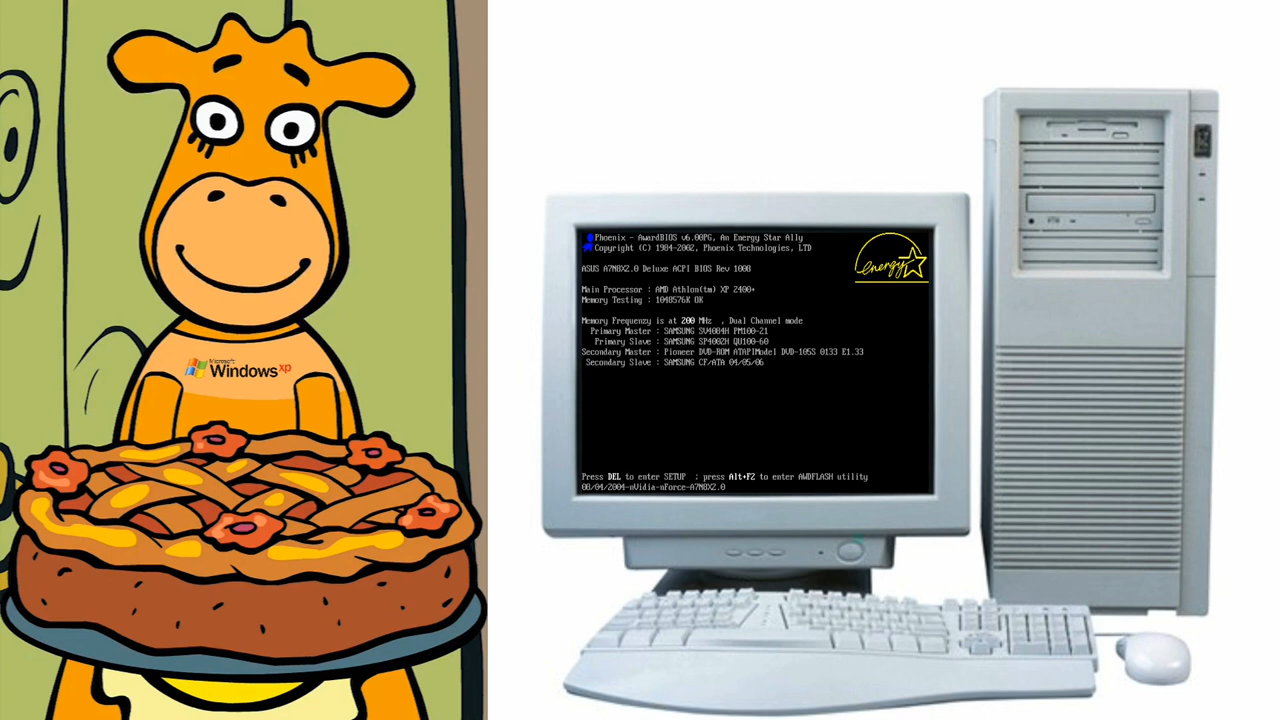 Microsoft
Windows xp
Phoenix - AwardBIOS v6.00PG, An Energy Star Ally
Copyright (C) 1984-2002, Phoenix Technologies, LTD
energy
ASUS A7N8X2.0 Deluxe ACPI BIOS Rev 1008
Main Processor : AMD Athlon(tm) XP 2400+
Memory Testing : 1048576K OK
Memory Frequenzy is at 200 MHz , Dual Channel mode
Primary Master : SAMSUNG SV4084H PM100-21
Primary Slave : SAMSUNG SP4002H QU100-60
Secondary Master : Pioneer DVD-ROM ATAPIModel DVD-105S 0133 E1.33
Secondary Slave : SAMSUNG CF/ATA 04/05/06
Press DEL to enter SETUP ; press Alt+F2 to enter AWDFLASH utility
08/04/2004-nVidia-nForce-A7N8X2.0